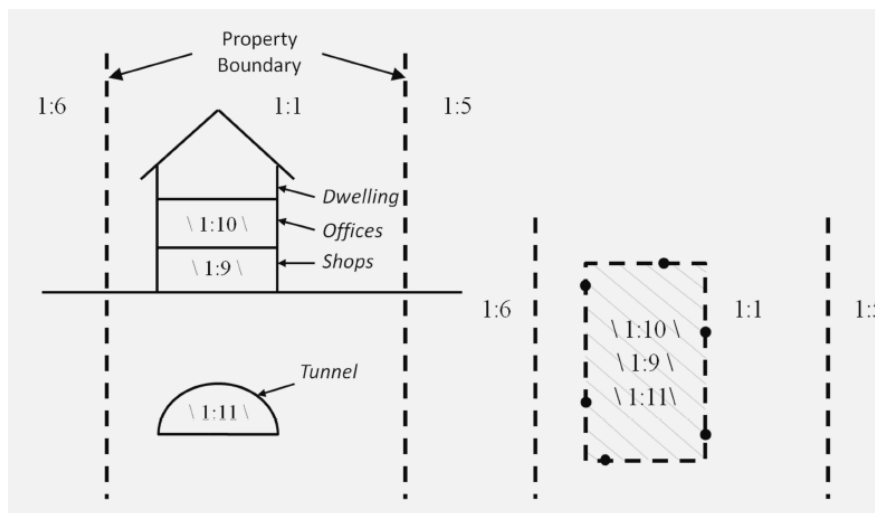 Property
Boundary
1:6
1:1
1:5
Dwelling
\ 1:10 \
Offices
\ 1:9 \
Shops
Tunnel
\ 1:11 \
1:6
\ 1:10 \
1:1
\ 1:9 \
\ 1:11\